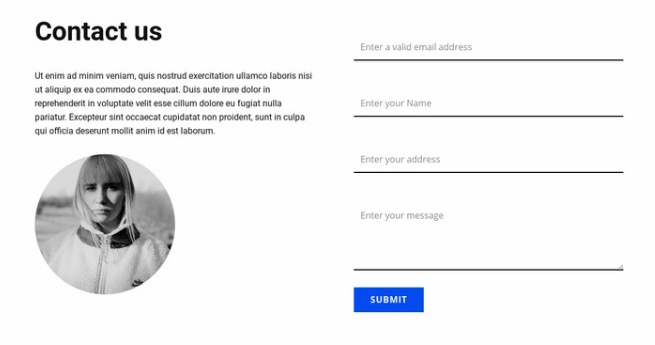 Contact us
Ut enim ad minim veniam, quis nostrud exercitation ullamco laboris nisi
ut aliquip ex ea commodo consequat. Duis aute irure dolor in
reprehenderit in voluptate velit esse cillum dolore eu fugiat nulla
pariatur. Excepteur sint occaecat cupidatat non proident, sunt in culpa
qui officia deserunt mollit anim id est laborum.
Enter a valid email address
Enter your Name
Enter your address
Enter your message
SUBMIT